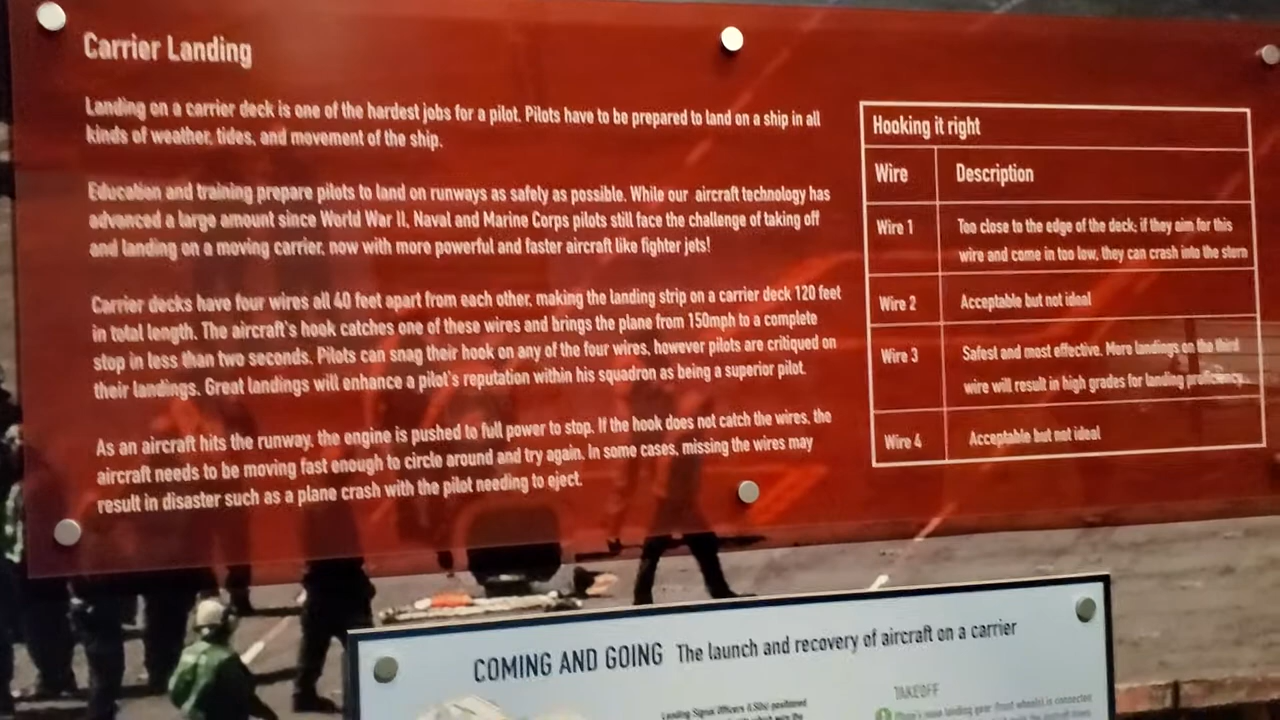 Carrier Landing
Landing on a carrier deck is one of the hardest jobs for a pilot. Pilots have to be prepared to land on a ship in all
kinds of weather, tides, and movement of the ship.
Education and training prepare pilots to land on runways as safely as possible. While our aircraft technology has
advanced a large amount since World War II, Naval and Marine Corps pilots still face the challenge of taking off
and landing on a moving carrier, now with more powerful and faster aircraft like fighter jets!
Carrier decks have four wires all 40 feet apart from each other, making the landing strip on a carrier deck 120 feet
in total length. The aircraft's hook catches one of these wires and brings the plane from 150mph to a complete
stop in less than two seconds. Pilots can snag their hook on any of the four wires, however pilots are critiqued on
their landings. Great landings will enhance a pilot's reputation within his squadron as being a superior pilot.
As an aircraft hits the runway, the engine is pushed to full power to stop. If the hook does not catch the wires, the
aircraft needs to be moving fast enough to circle around and try again. In some cases, missing the wires may
result in disaster such as a plane crash with the pilot needing to eject.
Hooking it right
Wire Description
Wire 1 Too close to the edge of the deck; if they aim for this
wire and come in too low, they can crash into the stern
Wire 2 Acceptable but not ideal
Wire 3 Safest and most effective. More landings on the third
wire will result in high grades for landing proficiency.
Wire 4 Acceptable but not ideal
COMING AND GOING The launch and recovery of aircraft on a carrier
Landing Signal Officers (LSOs) positioned
TAKEOFF
landing gear (front wheels) is connected